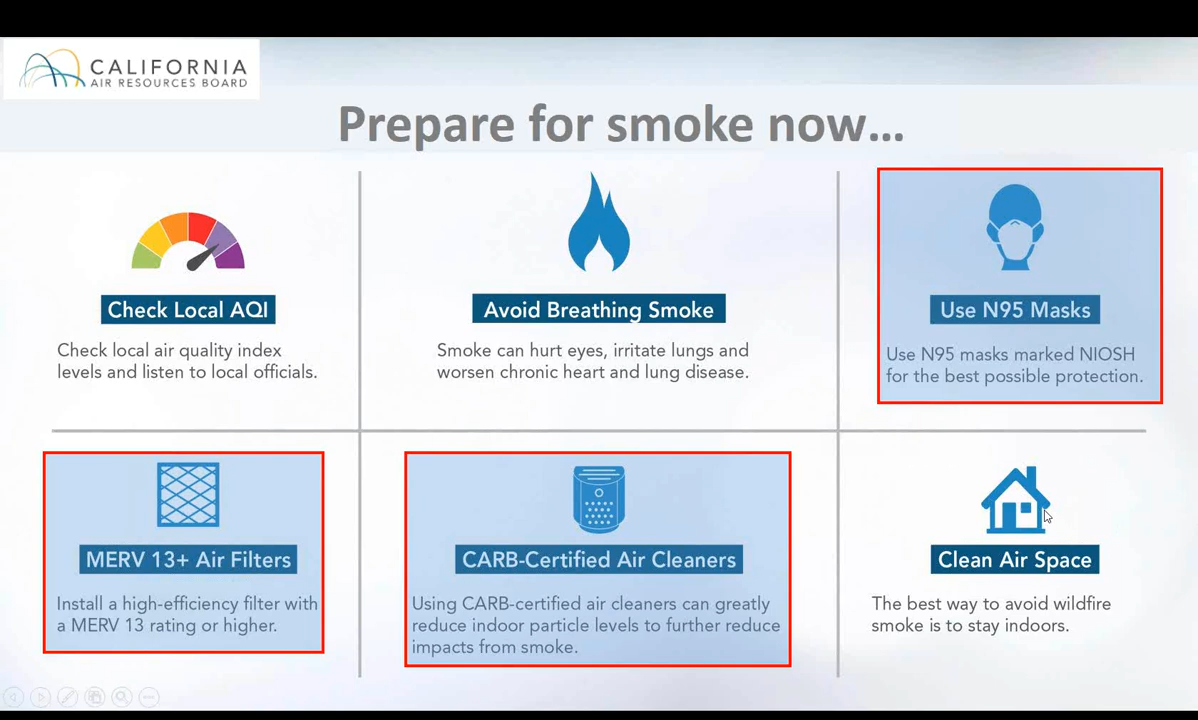 CALIFORNIA
AIR RESOURCES BOARD
Prepare for smoke now...
Check Local AQI
Check local air quality index
levels and listen to local officials.
Avoid Breathing Smoke
Smoke can hurt eyes, irritate lungs and
worsen chronic heart and lung disease.
Use N95 Masks
Use N95 masks marked NIOSH
for the best possible protection.
MERV 13+ Air Filters
Install a high-efficiency filter with
a MERV 13 rating or higher.
CARB-Certified Air Cleaners
Using CARB-certified air cleaners can greatly
reduce indoor particle levels to further reduce
impacts from smoke.
Clean Air Space
The best way to avoid wildfire
smoke is to stay indoors.